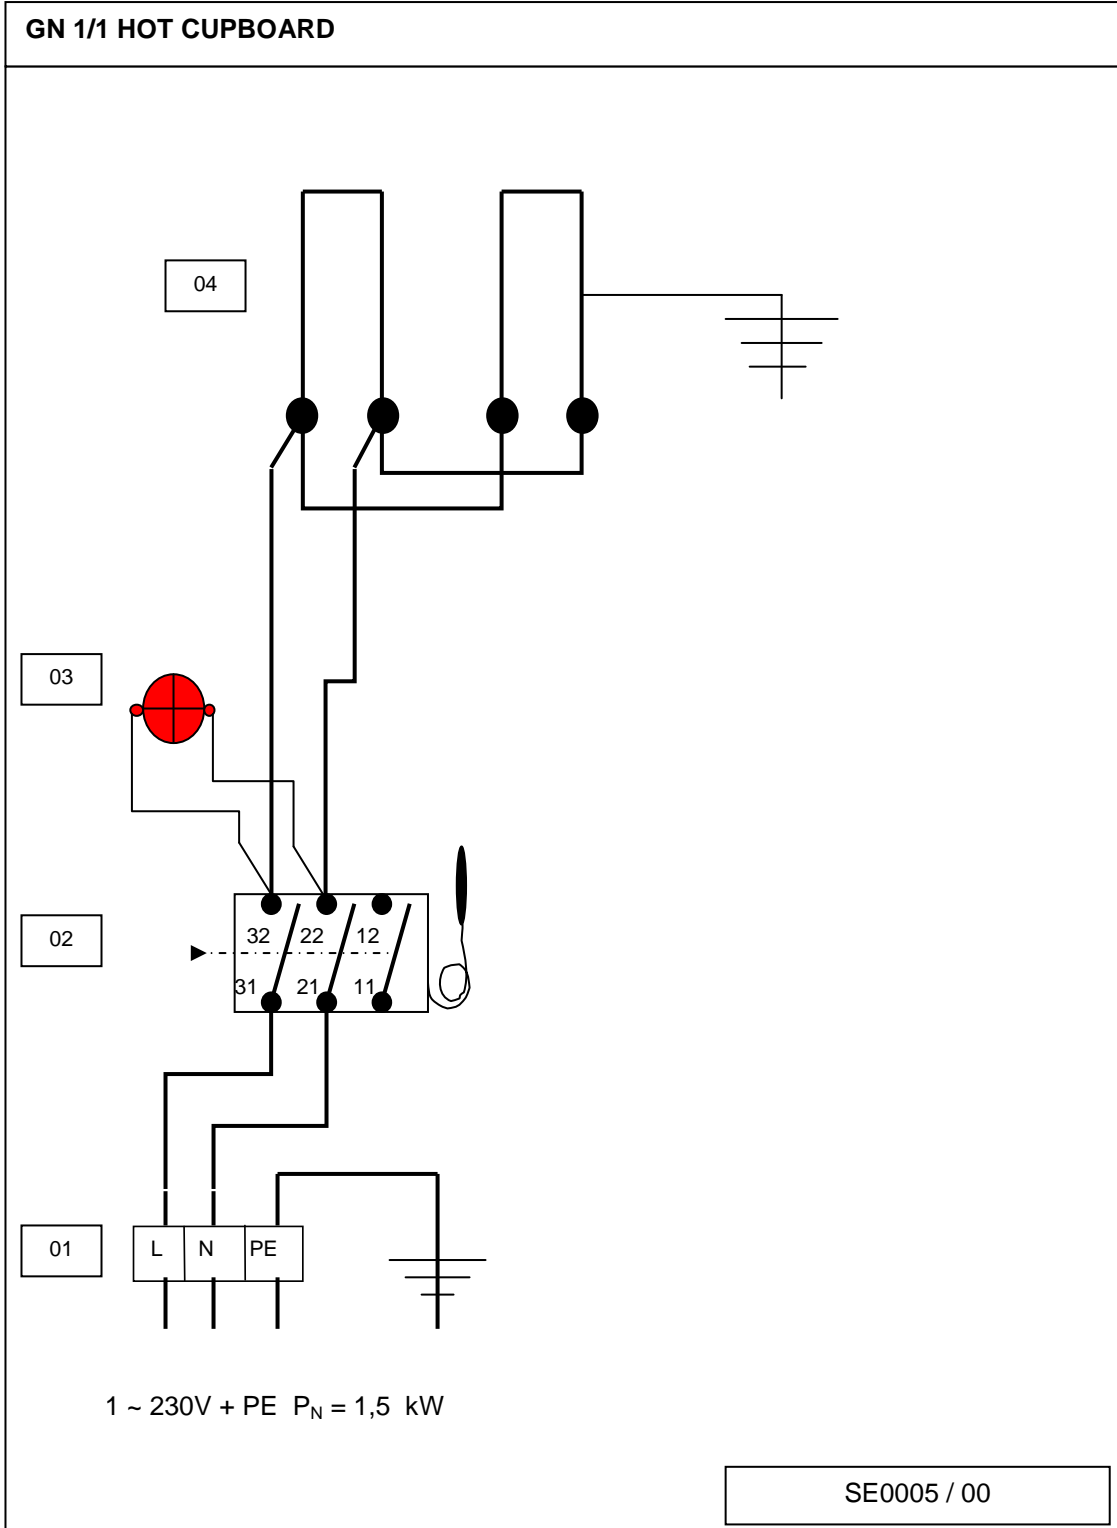 GN 1/1 HOT CUPBOARD
04
03
02
32 22 12
31 21 11
01
L N PE
1 ~ 230V + PE P_N = 1,5 kW
SE0005 / 00